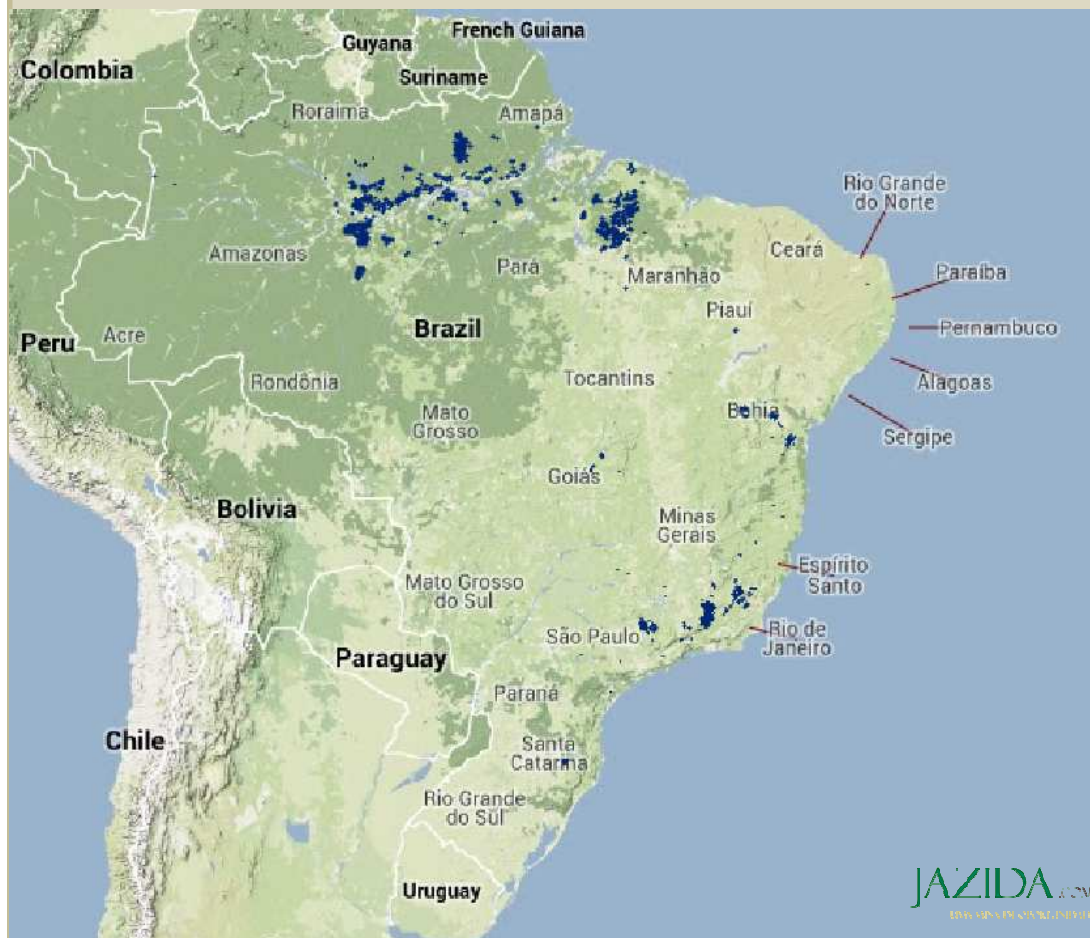 French Guiana
Guyana
Colombia
Suriname
Roraima
Amapá
Rio Grande
do Norte
Ceará
Amazonas
Pará
Maranhão
Paraíba
Piauí
Brazil
Pernambuco
Peru
Acre
Tocantins
Rondônia
Alagoas
Mato
Grosso
Bahia
Sergipe
Goiás
Bolivia
Minas
Gerais
Espírito
Santo
Mato Grosso
do Sul
São Paulo
Rio de
Janeiro
Paraguay
Paraná
Chile
Santa
Catarina
Rio Grande
do Sul
Uruguay
JAZIDA.COM